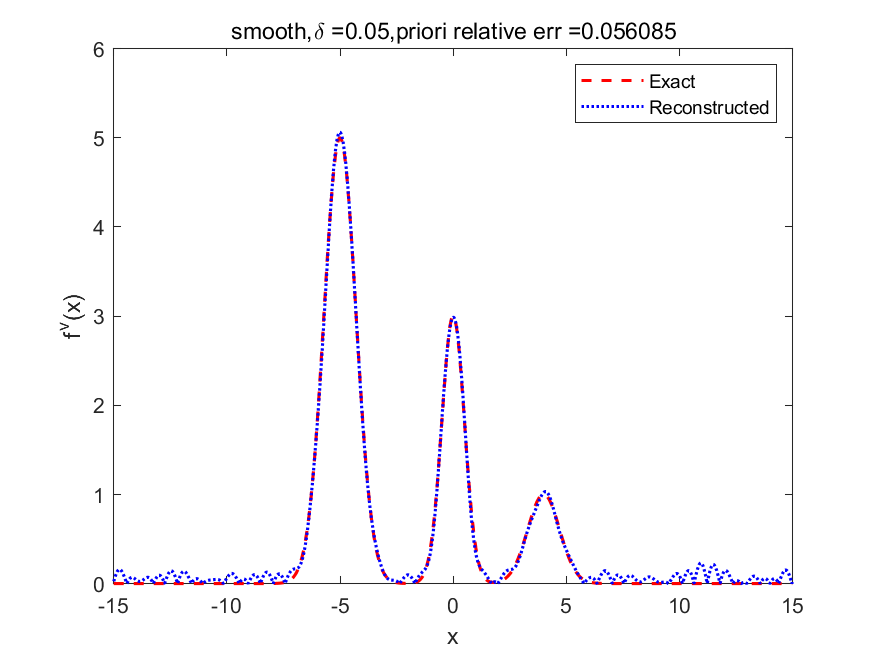 smooth,δ =0.05,priori relative err =0.056085
6
Exact
Reconstructed
5
4
3
2
1
0
fᵛ(x)
-15
-10
-5
0
5
10
15
x